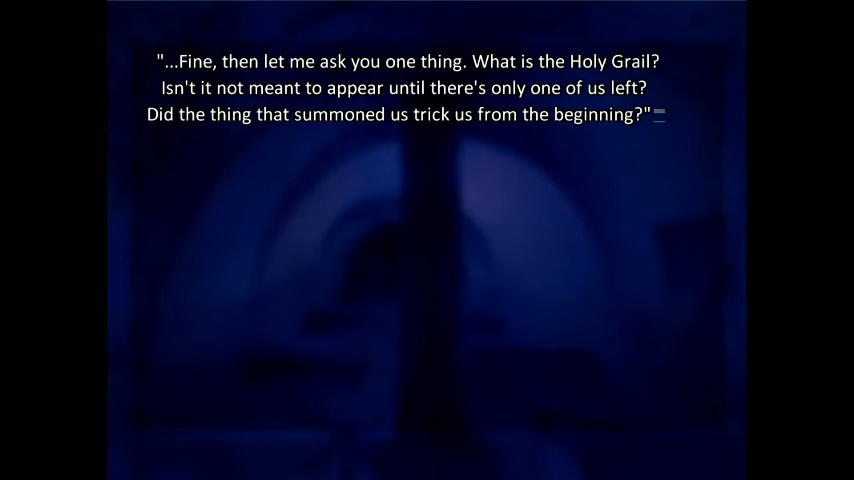 "...Fine, then let me ask you one thing. What is the Holy Grail?
Isn't it not meant to appear until there's only one of us left?
Did the thing that summoned us trick us from the beginning?"